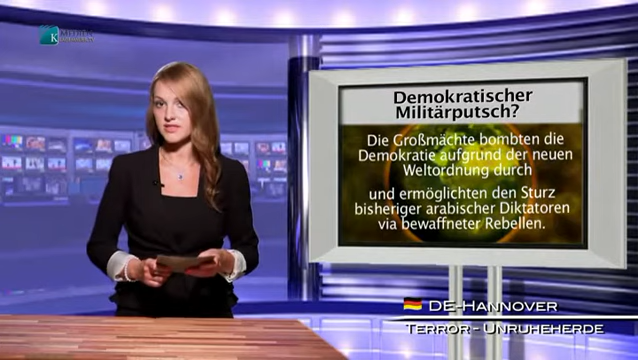 Demokratischer
Militärputsch?
Die Großmächte bombten die
Demokratie aufgrund der neuen
Weltordnung durch
und ermöglichten den Sturz
bisheriger arabischer Diktatoren
via bewaffneter Rebellen.
DE-Hannover
Terror - Unruheherde